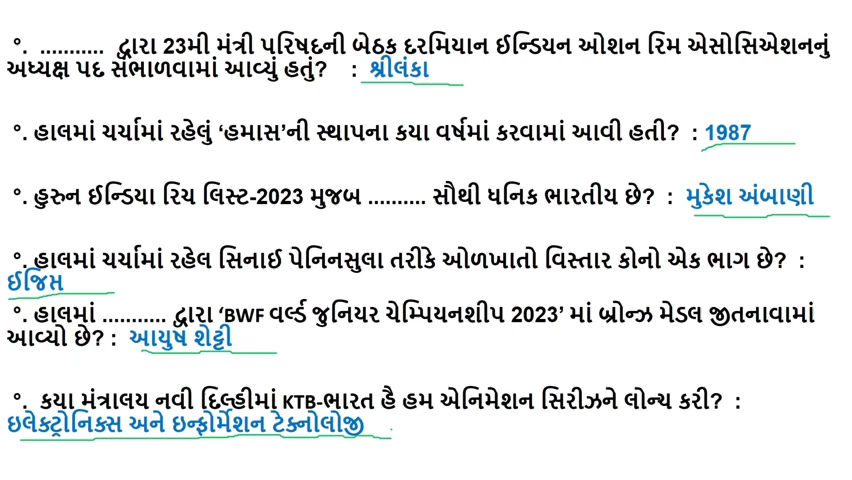 °. ........... દ્વારા 23મી મંત્રી પરિષદની બેઠક દરમિયાન ઈન્ડિયન ઓશન રિમ એસોસિએશનનું
અધ્યક્ષ પદ સંભાળવામાં આવ્યું હતું? : શ્રીલંકા
°. હાલમાં ચર્ચામાં રહેલું ‘હમાસ’ની સ્થાપના કયા વર્ષમાં કરવામાં આવી હતી? : 1987
°. હુરુન ઈન્ડિયા રિચ લિસ્ટ-2023 મુજબ .......... સૌથી ધનિક ભારતીય છે? : મુકેશ અંબાણી
°. હાલમાં ચર્ચામાં રહેલ સિનાઈ પેનિનસુલા તરીકે ઓળખાતો વિસ્તાર કોનો એક ભાગ છે? :
ઈજિપ્ત
°. હાલમાં ........... દ્વારા ‘BWF વર્લ્ડ જુનિયર ચેમ્પિયનશીપ 2023’ માં બ્રોન્ઝ મેડલ જીતનાવામાં
આવ્યો છે? : આયુષ શેટ્ટી
°. કયા મંત્રાલય નવી દિલ્હીમાં KTB-ભારત હૈ હમ એનિમેશન સિરીઝને લોન્ચ કરી? :
ઇલેક્ટ્રોનિક્સ અને ઇન્ફોર્મેશન ટેક્નોલોજી